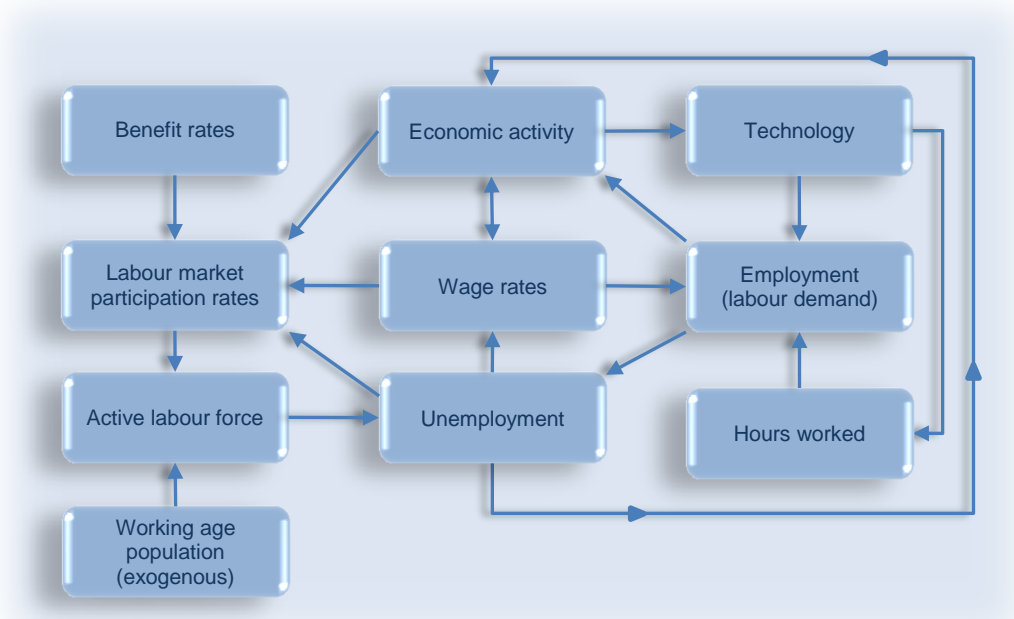 Benefit rates
Economic activity
Technology
Labour market
participation rates
Wage rates
Employment
(labour demand)
Active labour force
Unemployment
Hours worked
Working age
population
(exogenous)